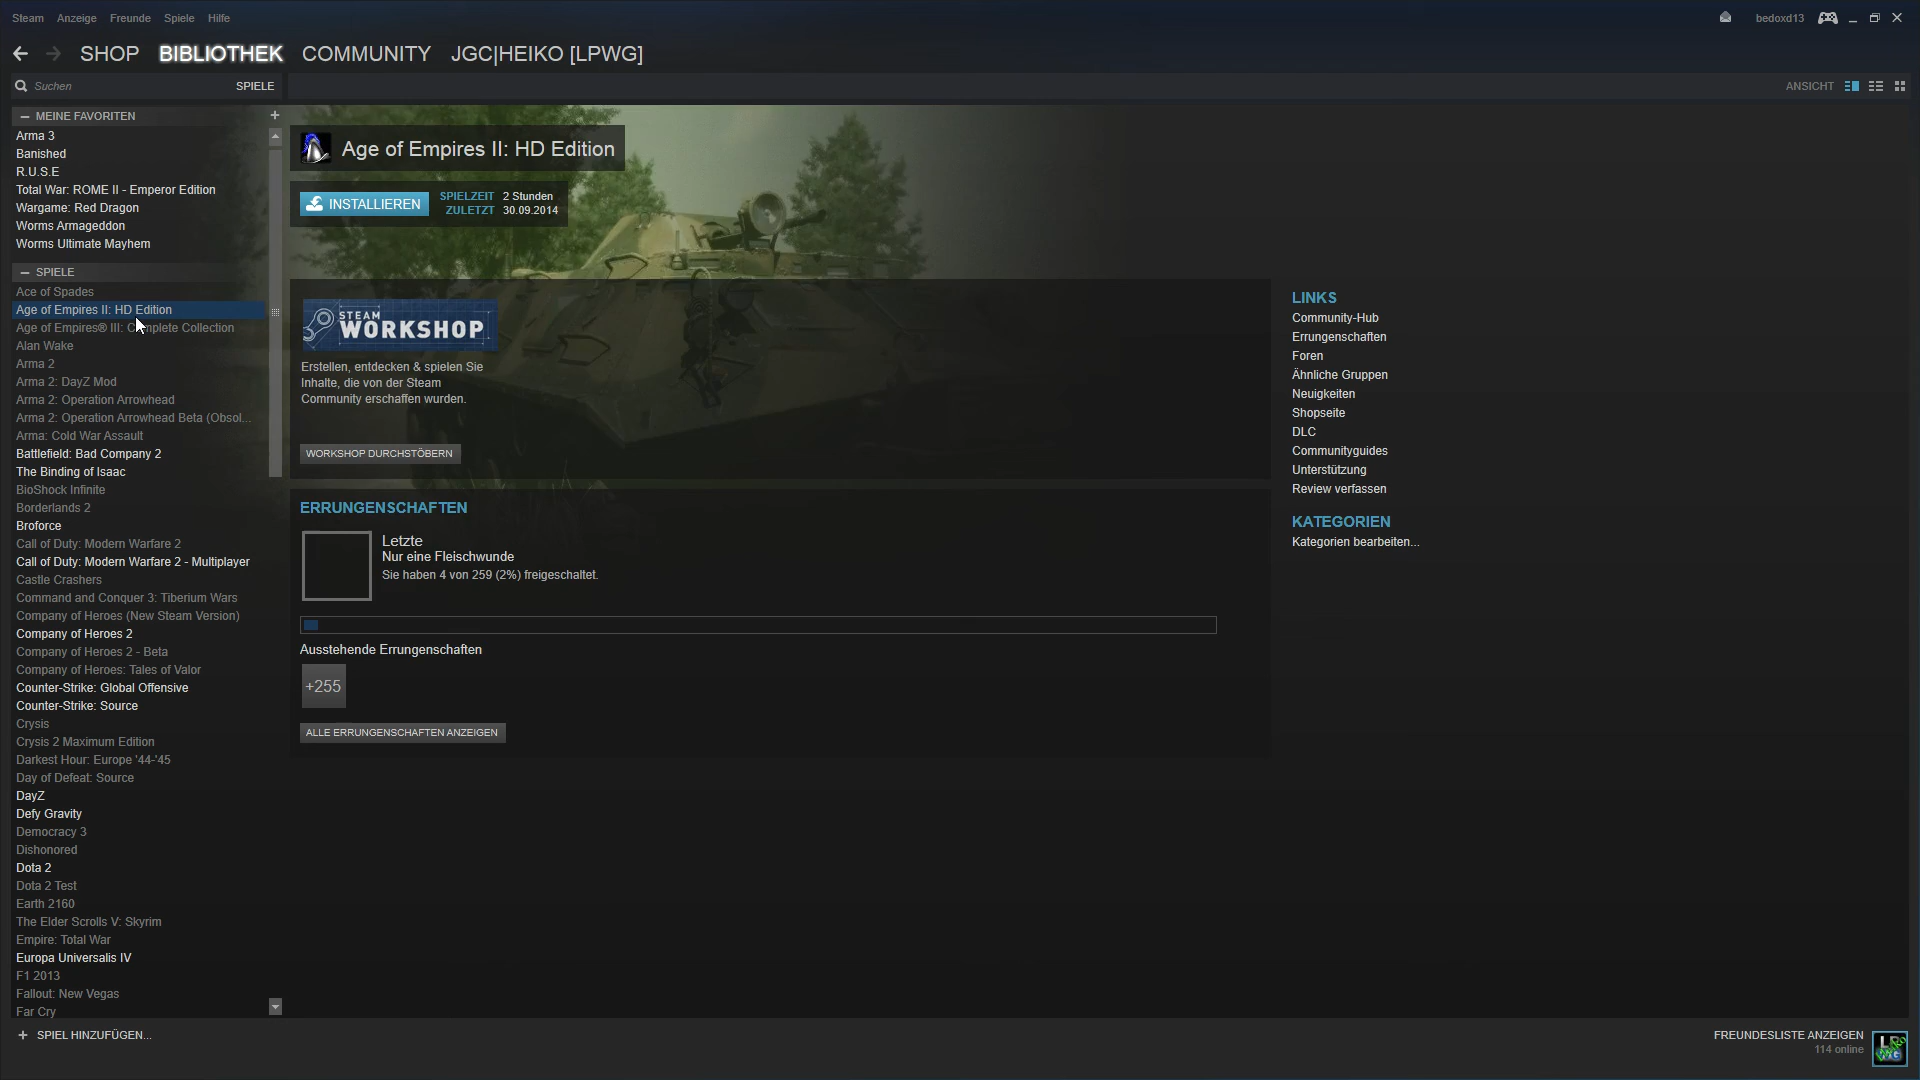 Steam Anzeige Freunde Spiele Hilfe
bedoxd13
SHOP BIBLIOTHEK COMMUNITY JGC|HEIKO [LPWG]
Suchen SPIELE
ANSICHT
MEINE FAVORITEN
Arma 3
Banished
R.U.S.E
Total War: ROME II - Emperor Edition
Wargame: Red Dragon
Worms Armageddon
Worms Ultimate Mayhem
SPIELE
Ace of Spades
Age of Empires II: HD Edition
Age of Empires® III: Complete Collection
Alan Wake
Arma 2
Arma 2: DayZ Mod
Arma 2: Operation Arrowhead
Arma 2: Operation Arrowhead Beta (Obsol...
Arma: Cold War Assault
Battlefield: Bad Company 2
The Binding of Isaac
BioShock Infinite
Borderlands 2
Broforce
Call of Duty: Modern Warfare 2
Call of Duty: Modern Warfare 2 - Multiplayer
Castle Crashers
Command and Conquer 3: Tiberium Wars
Company of Heroes (New Steam Version)
Company of Heroes 2
Company of Heroes 2 - Beta
Company of Heroes: Tales of Valor
Counter-Strike: Global Offensive
Counter-Strike: Source
Crysis
Crysis 2 Maximum Edition
Darkest Hour: Europe '44-'45
Day of Defeat: Source
DayZ
Defy Gravity
Democracy 3
Dishonored
Dota 2
Dota 2 Test
Earth 2160
The Elder Scrolls V: Skyrim
Empire: Total War
Europa Universalis IV
F1 2013
Fallout: New Vegas
Far Cry
SPIEL HINZUFÜGEN...
Age of Empires II: HD Edition
INSTALLIEREN
SPIELZEIT 2 Stunden
ZULETZT 30.09.2014
STEAM
WORKSHOP
Erstellen, entdecken & spielen Sie
Inhalte, die von der Steam
Community erschaffen wurden.
WORKSHOP DURCHSTÖBERN
ERRUNGENSCHAFTEN
Letzte
Nur eine Fleischwunde
Sie haben 4 von 259 (2%) freigeschaltet.
Ausstehende Errungenschaften
+255
ALLE ERRUNGENSCHAFTEN ANZEIGEN
LINKS
Community-Hub
Errungenschaften
Foren
Ähnliche Gruppen
Neuigkeiten
Shopseite
DLC
Communityguides
Unterstützung
Review verfassen
KATEGORIEN
Kategorien bearbeiten...
FREUNDESLISTE ANZEIGEN
114 online